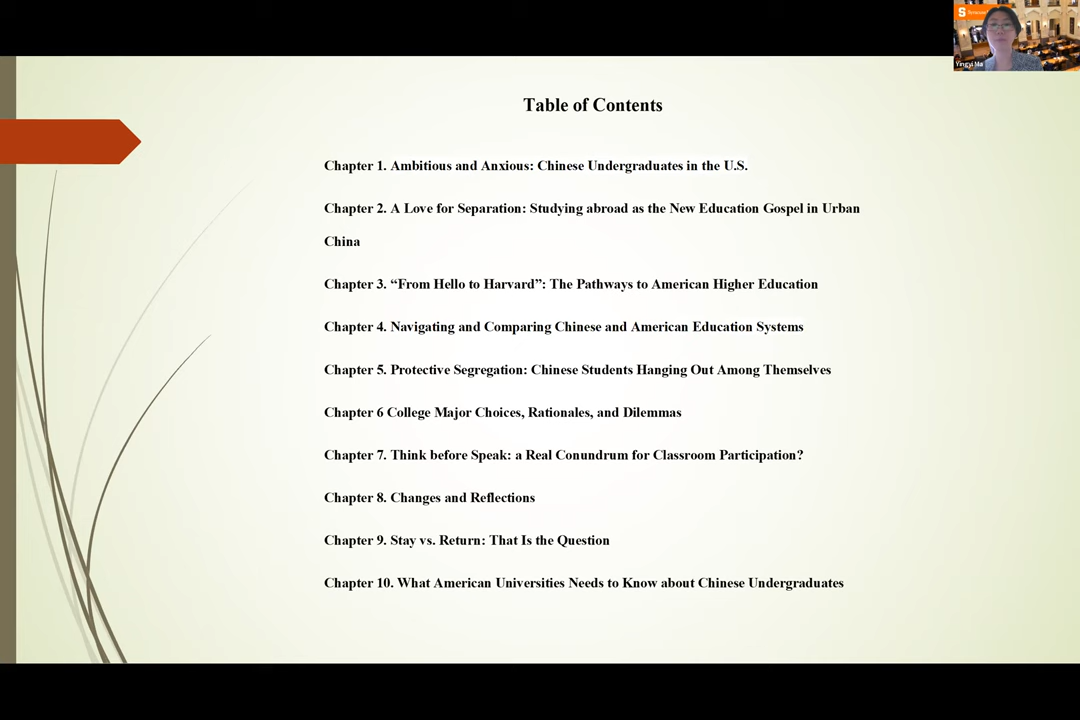 S
Yingyi Ma
Table of Contents
Chapter 1. Ambitious and Anxious: Chinese Undergraduates in the U.S.
Chapter 2. A Love for Separation: Studying abroad as the New Education Gospel in Urban
China
Chapter 3. “From Hello to Harvard”: The Pathways to American Higher Education
Chapter 4. Navigating and Comparing Chinese and American Education Systems
Chapter 5. Protective Segregation: Chinese Students Hanging Out Among Themselves
Chapter 6 College Major Choices, Rationales, and Dilemmas
Chapter 7. Think before Speak: a Real Conundrum for Classroom Participation?
Chapter 8. Changes and Reflections
Chapter 9. Stay vs. Return: That Is the Question
Chapter 10. What American Universities Needs to Know about Chinese Undergraduates